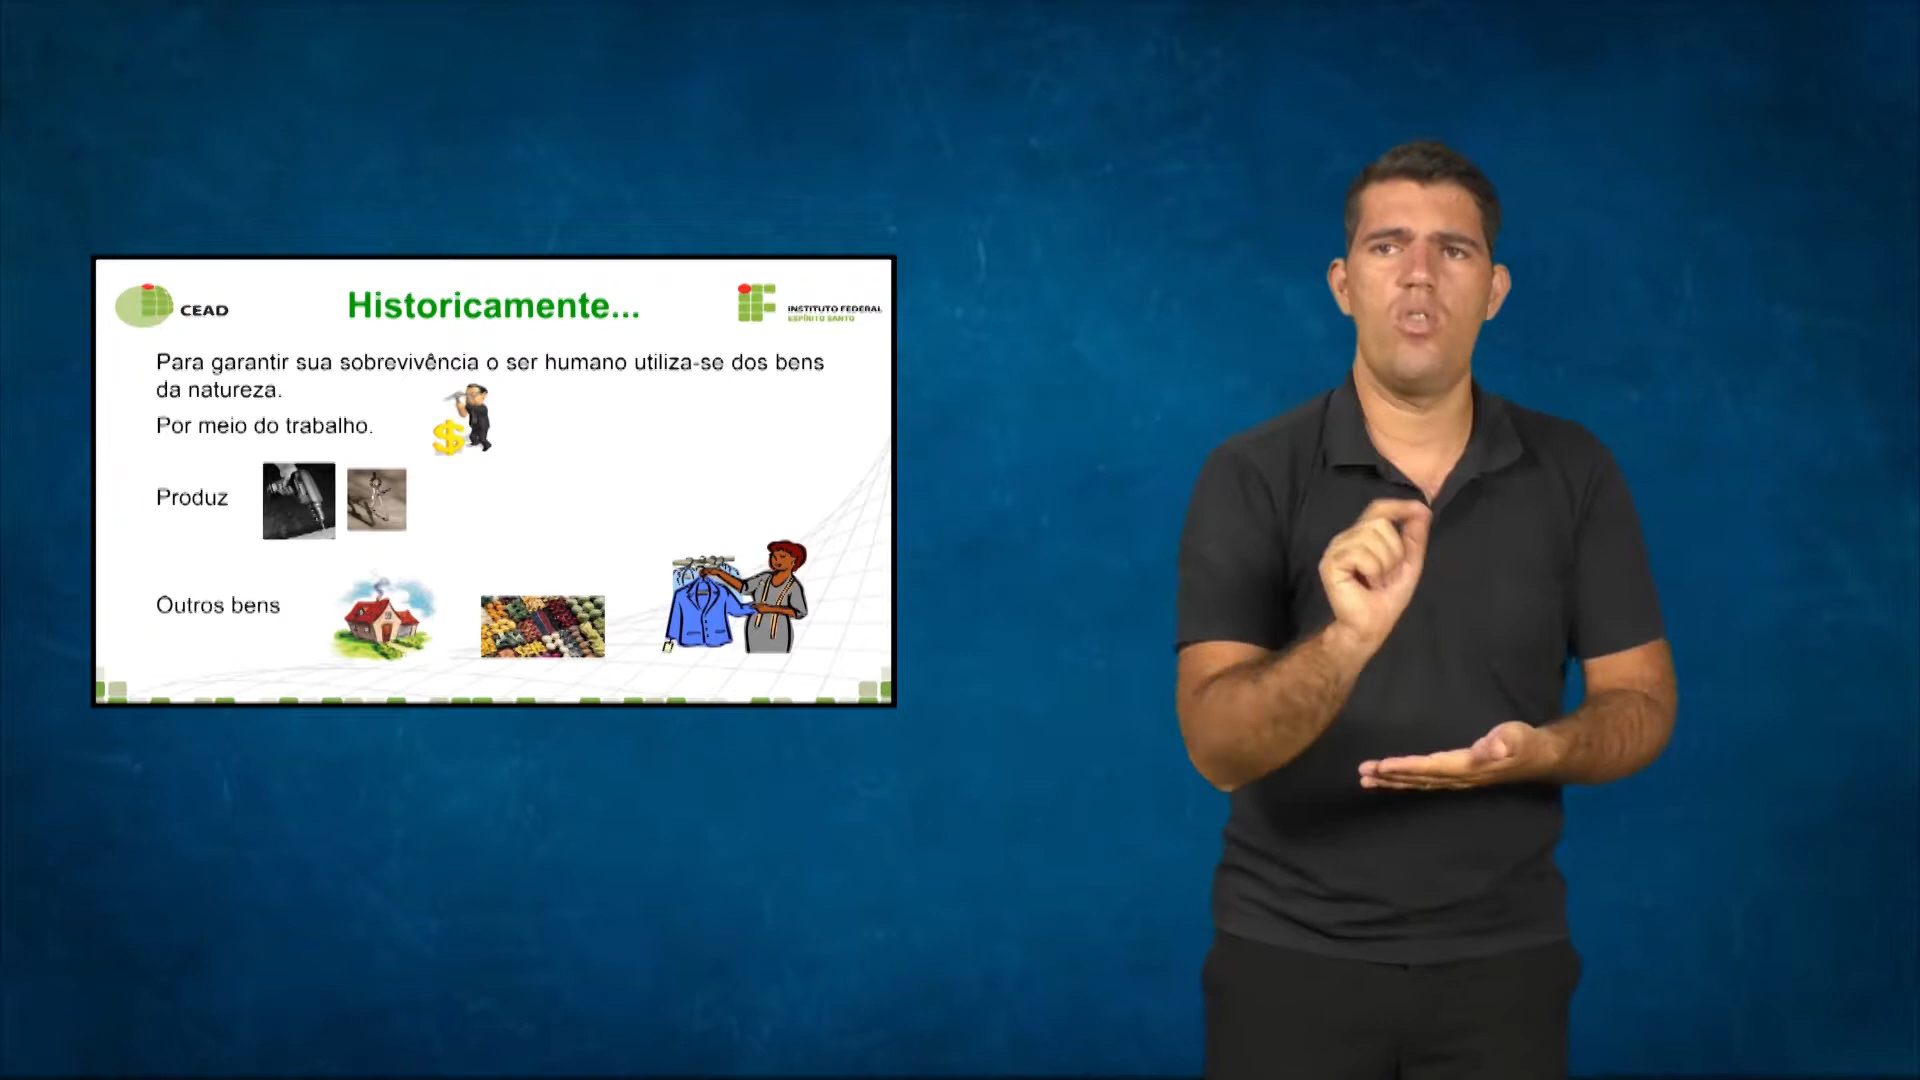 CEAD
Historicamente...
INSTITUTO FEDERAL
ESPÍRITO SANTO
Para garantir sua sobrevivência o ser humano utiliza-se dos bens
da natureza.
Por meio do trabalho.
$
Produz
Outros bens